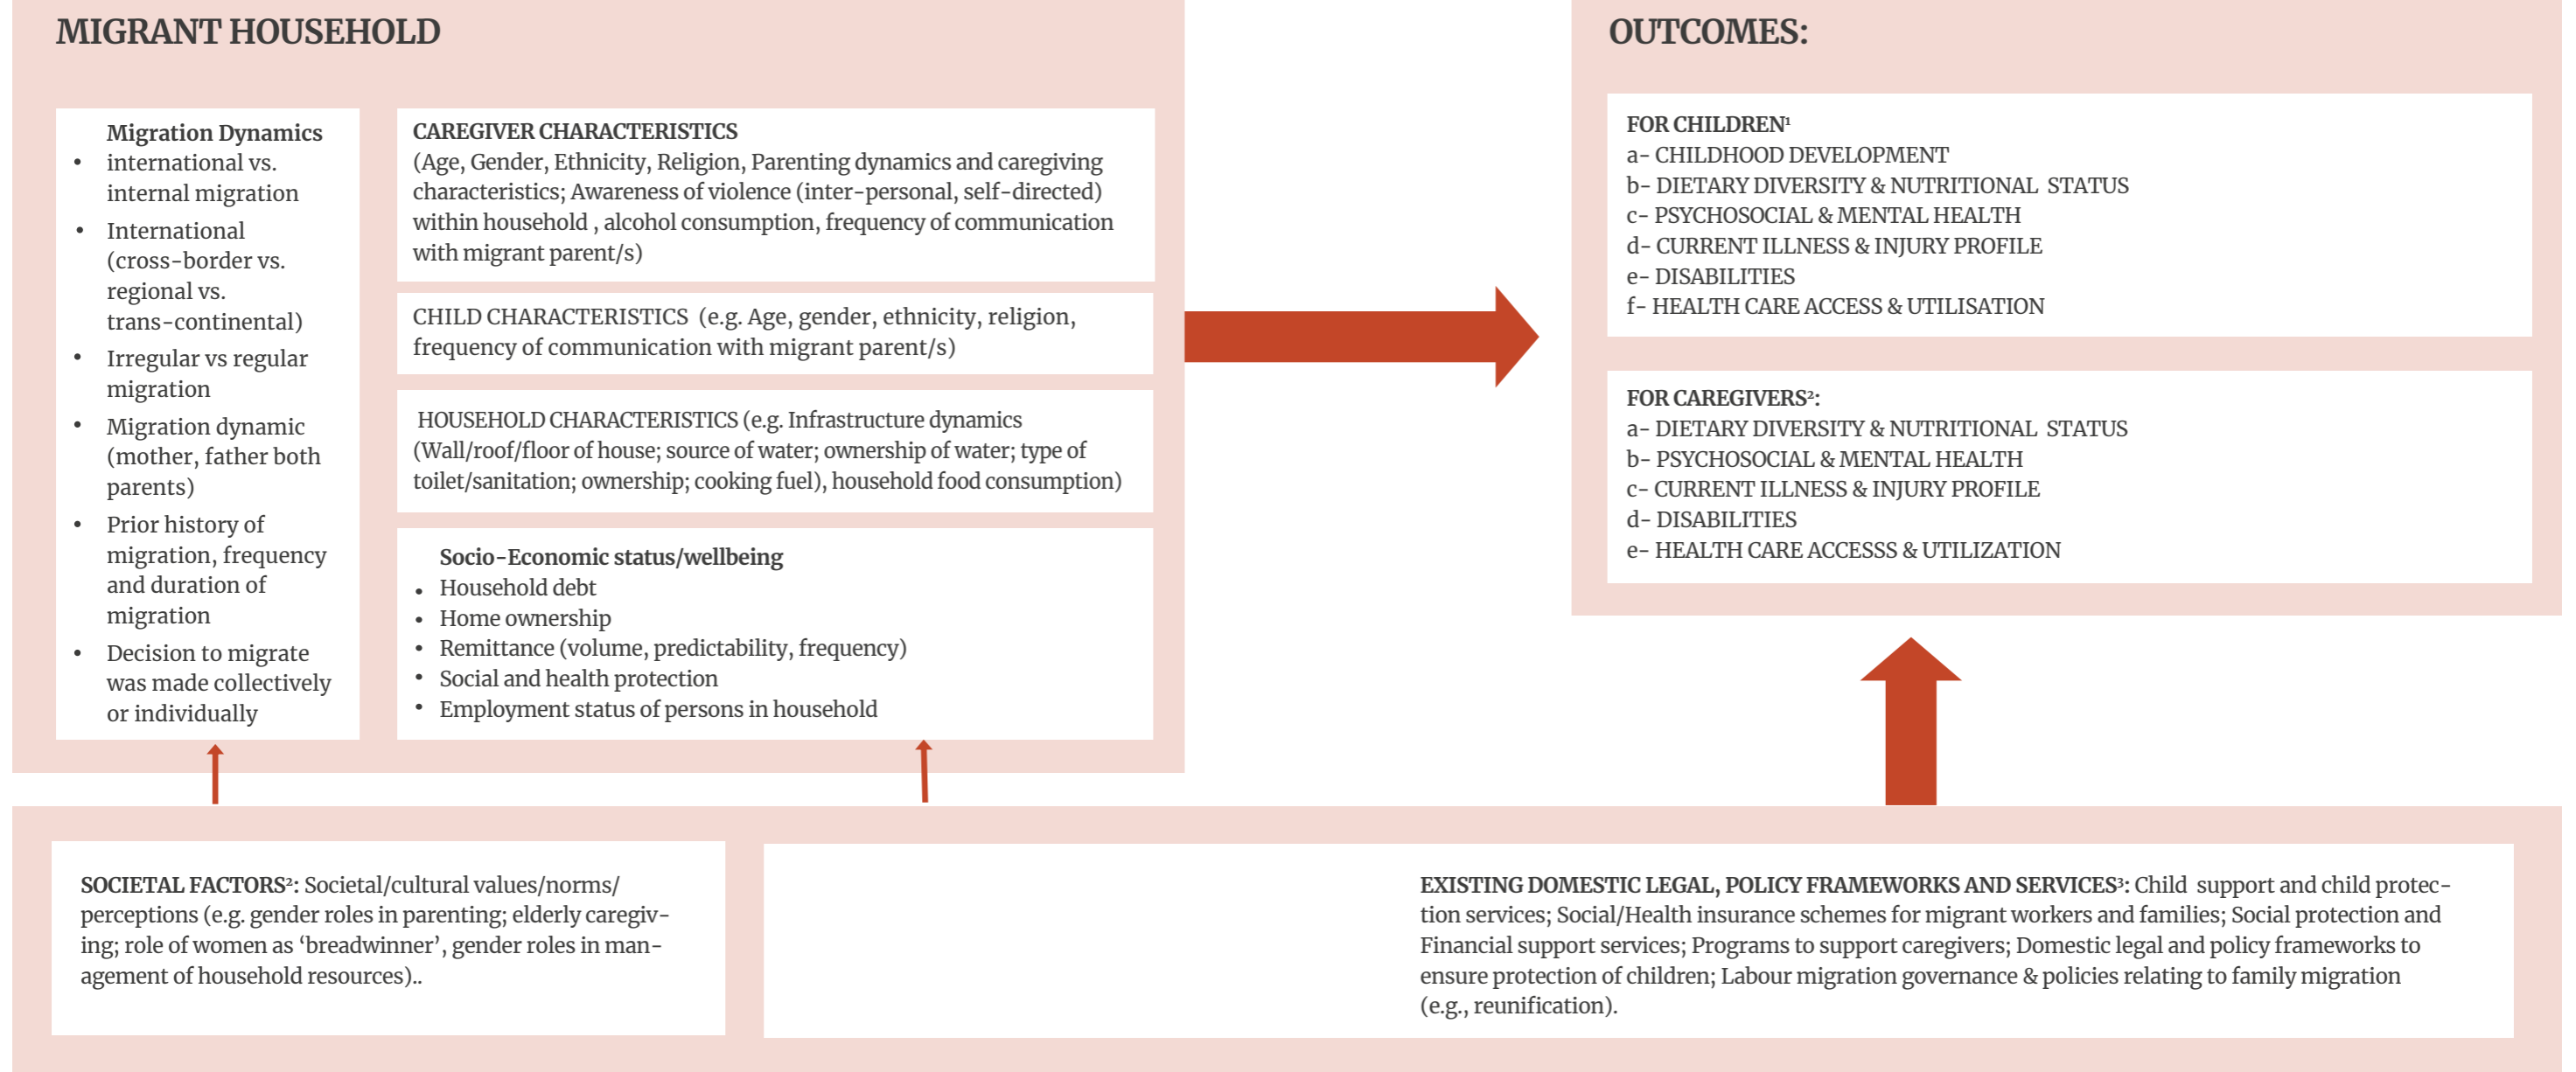 MIGRANT HOUSEHOLD
Migration Dynamics
• international vs.
internal migration
• International
(cross-border vs.
regional vs.
trans-continental)
• Irregular vs regular
migration
• Migration dynamic
(mother, father both
parents)
• Prior history of
migration, frequency
and duration of
migration
• Decision to migrate
was made collectively
or individually
CAREGIVER CHARACTERISTICS
(Age, Gender, Ethnicity, Religion, Parenting dynamics and caregiving
characteristics; Awareness of violence (inter-personal, self-directed)
within household , alcohol consumption, frequency of communication
with migrant parent/s)
CHILD CHARACTERISTICS (e.g. Age, gender, ethnicity, religion,
frequency of communication with migrant parent/s)
HOUSEHOLD CHARACTERISTICS (e.g. Infrastructure dynamics
(Wall/roof/floor of house; source of water; ownership of water; type of
toilet/sanitation; ownership; cooking fuel), household food consumption)
Socio-Economic status/wellbeing
• Household debt
• Home ownership
• Remittance (volume, predictability, frequency)
• Social and health protection
• Employment status of persons in household
OUTCOMES:
FOR CHILDREN¹
a- CHILDHOOD DEVELOPMENT
b- DIETARY DIVERSITY & NUTRITIONAL STATUS
c- PSYCHOSOCIAL & MENTAL HEALTH
d- CURRENT ILLNESS & INJURY PROFILE
e- DISABILITIES
f- HEALTH CARE ACCESS & UTILISATION
FOR CAREGIVERS²:
a- DIETARY DIVERSITY & NUTRITIONAL STATUS
b- PSYCHOSOCIAL & MENTAL HEALTH
c- CURRENT ILLNESS & INJURY PROFILE
d- DISABILITIES
e- HEALTH CARE ACCESSS & UTILIZATION
SOCIETAL FACTORS²: Societal/cultural values/norms/
perceptions (e.g. gender roles in parenting; elderly caregiv-
ing; role of women as ‘breadwinner’, gender roles in man-
agement of household resources)..
EXISTING DOMESTIC LEGAL, POLICY FRAMEWORKS AND SERVICES³: Child support and child protec-
tion services; Social/Health insurance schemes for migrant workers and families; Social protection and
Financial support services; Programs to support caregivers; Domestic legal and policy frameworks to
ensure protection of children; Labour migration governance & policies relating to family migration
(e.g., reunification).